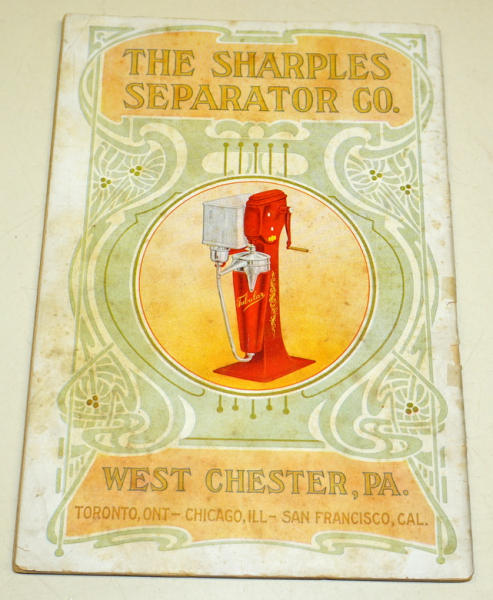 THE SHARPLES
SEPARATOR CO.
Tubular
WEST CHESTER, PA.
TORONTO, ONT- CHICAGO, ILL- SAN FRANCISCO, CAL.